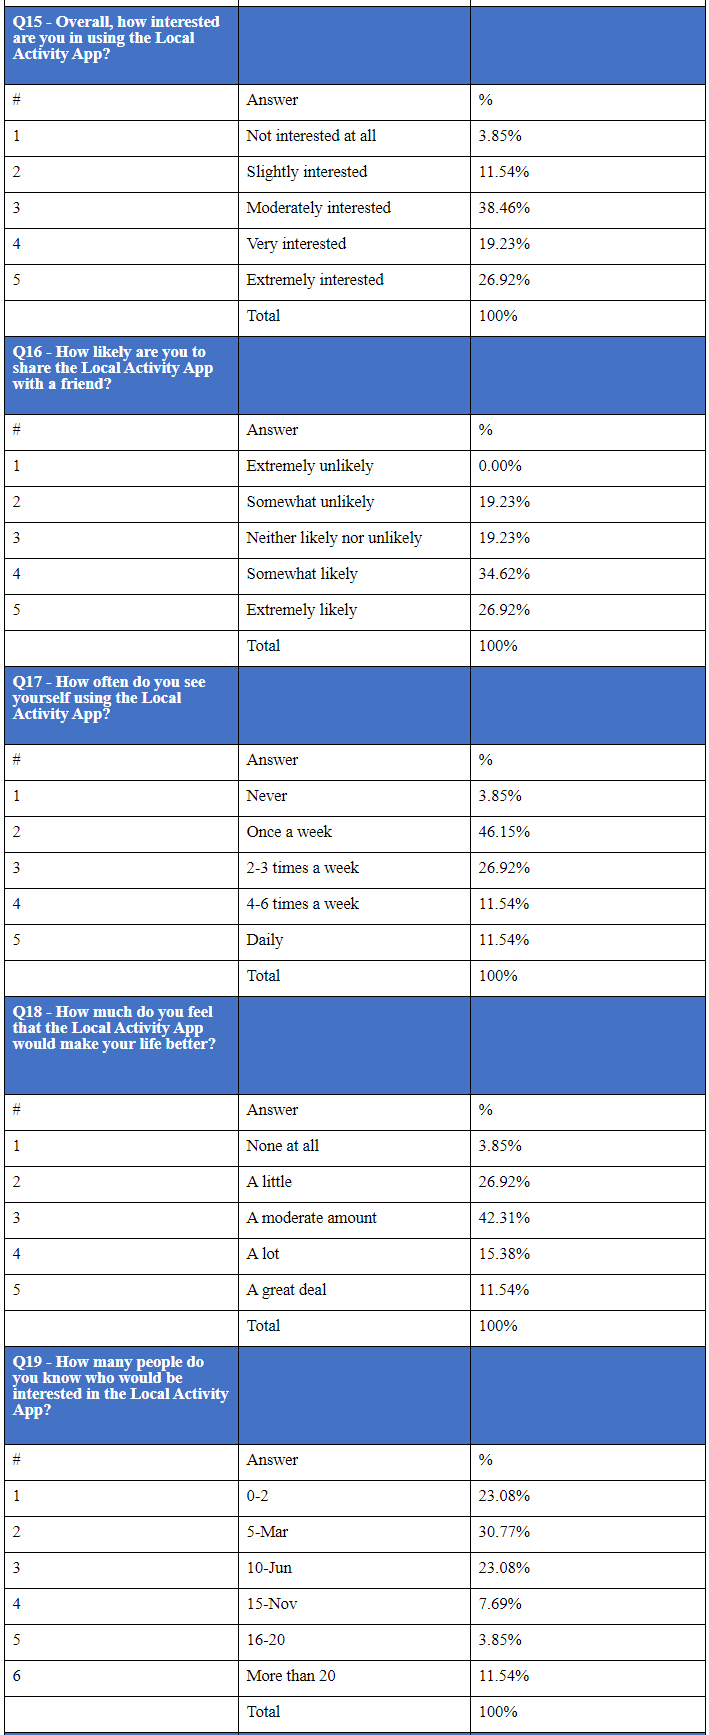 Q15 - Overall, how interested
are you in using the Local
Activity App?
# Answer %
1 Not interested at all 3.85%
2 Slightly interested 11.54%
3 Moderately interested 38.46%
4 Very interested 19.23%
5 Extremely interested 26.92%
Total 100%
Q16 - How likely are you to
share the Local Activity App
with a friend?
# Answer %
1 Extremely unlikely 0.00%
2 Somewhat unlikely 19.23%
3 Neither likely nor unlikely 19.23%
4 Somewhat likely 34.62%
5 Extremely likely 26.92%
Total 100%
Q17 - How often do you see
yourself using the Local
Activity App?
# Answer %
1 Never 3.85%
2 Once a week 46.15%
3 2-3 times a week 26.92%
4 4-6 times a week 11.54%
5 Daily 11.54%
Total 100%
Q18 - How much do you feel
that the Local Activity App
would make your life better?
# Answer %
1 None at all 3.85%
2 A little 26.92%
3 A moderate amount 42.31%
4 A lot 15.38%
5 A great deal 11.54%
Total 100%
Q19 - How many people do
you know who would be
interested in the Local Activity
App?
# Answer %
1 0-2 23.08%
2 5-Mar 30.77%
3 10-Jun 23.08%
4 15-Nov 7.69%
5 16-20 3.85%
6 More than 20 11.54%
Total 100%